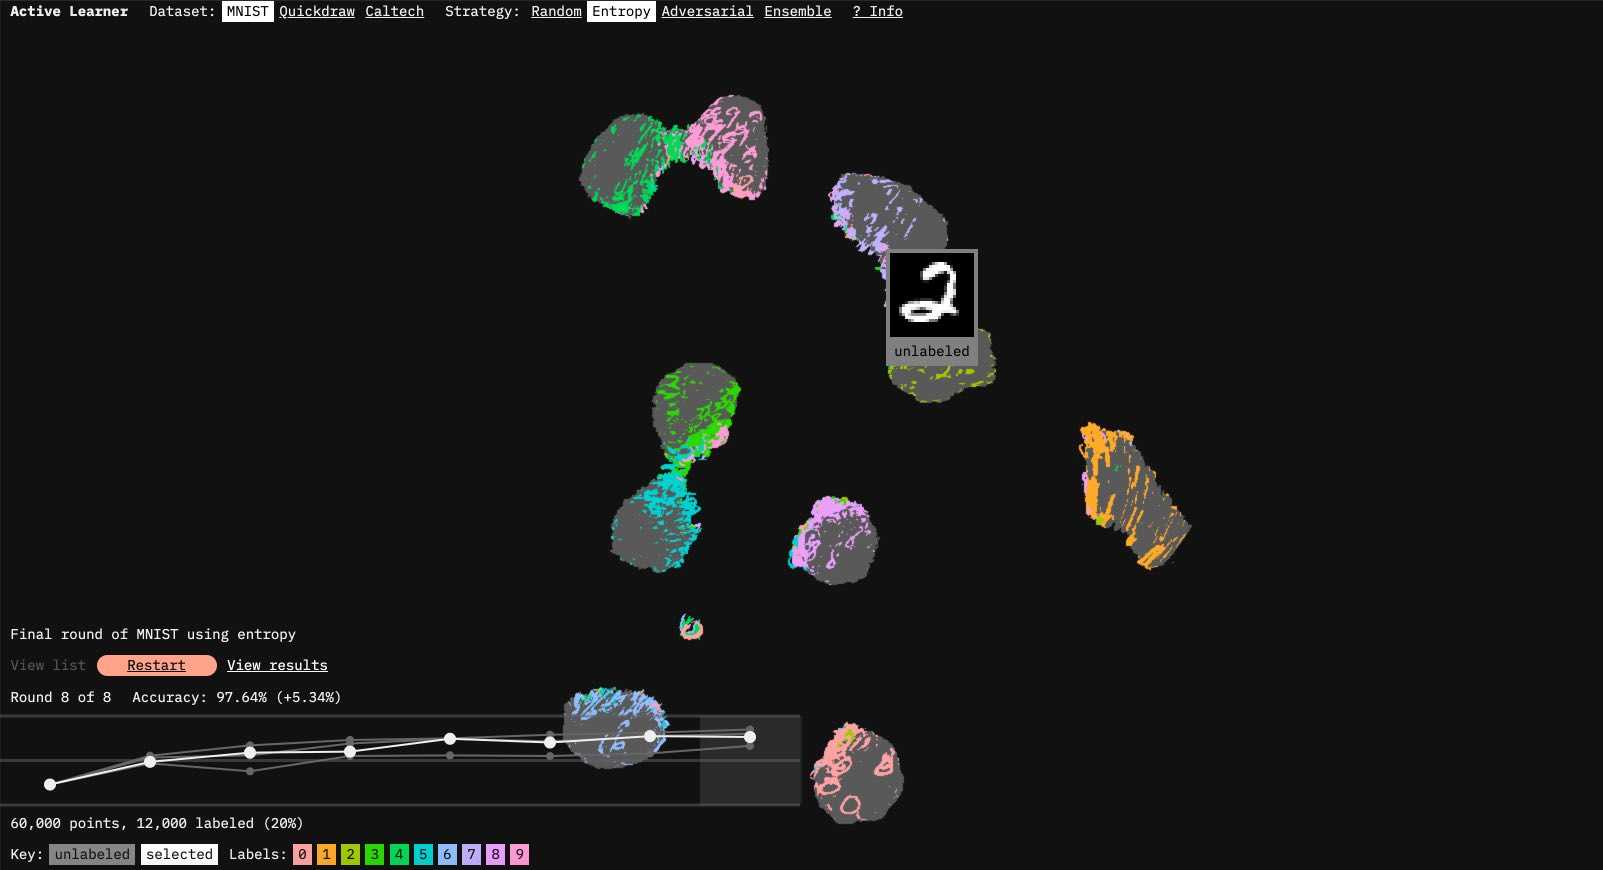 Active Learner Dataset: MNIST Quickdraw Caltech Strategy: Random Entropy Adversarial Ensemble ? Info
2
unlabeled
Final round of MNIST using entropy
View list Restart View results
Round 8 of 8 Accuracy: 97.64% (+5.34%)
60,000 points, 12,000 labeled (20%)
Key: unlabeled selected Labels: 0 1 2 3 4 5 6 7 8 9